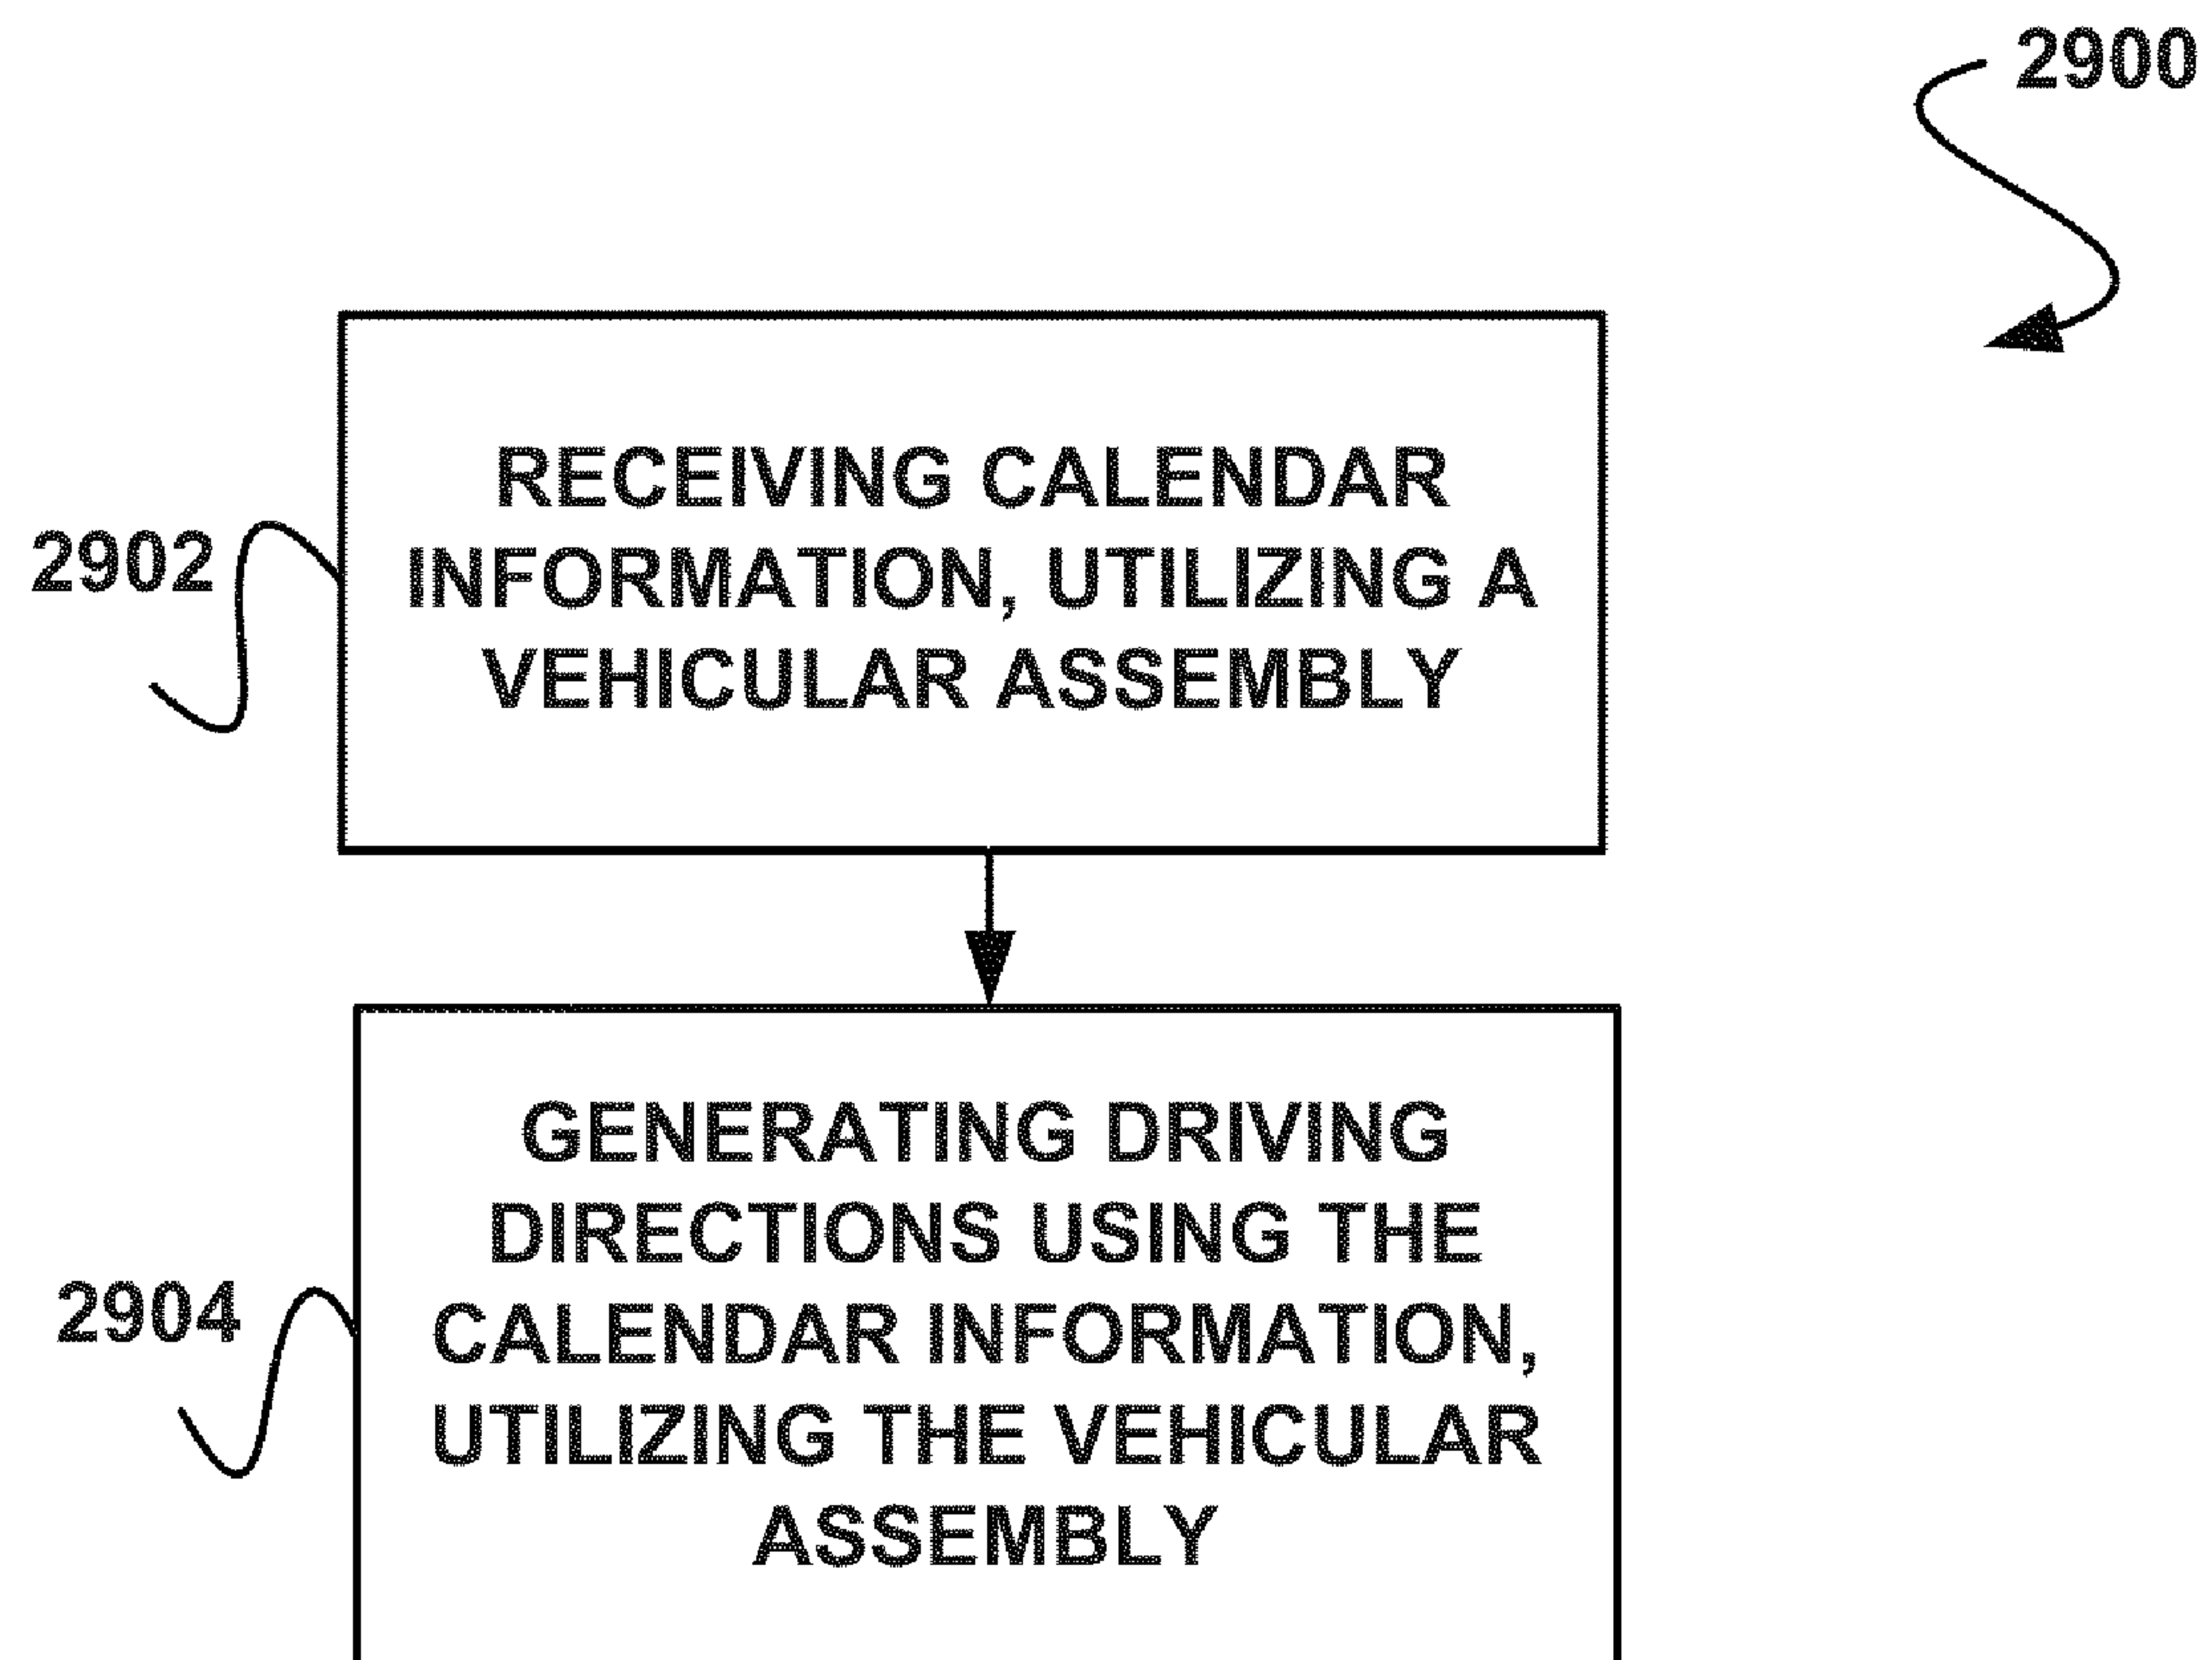 2900
RECEIVING CALENDAR
INFORMATION, UTILIZING A
VEHICULAR ASSEMBLY
2902
GENERATING DRIVING
DIRECTIONS USING THE
CALENDAR INFORMATION,
UTILIZING THE VEHICULAR
ASSEMBLY
2904